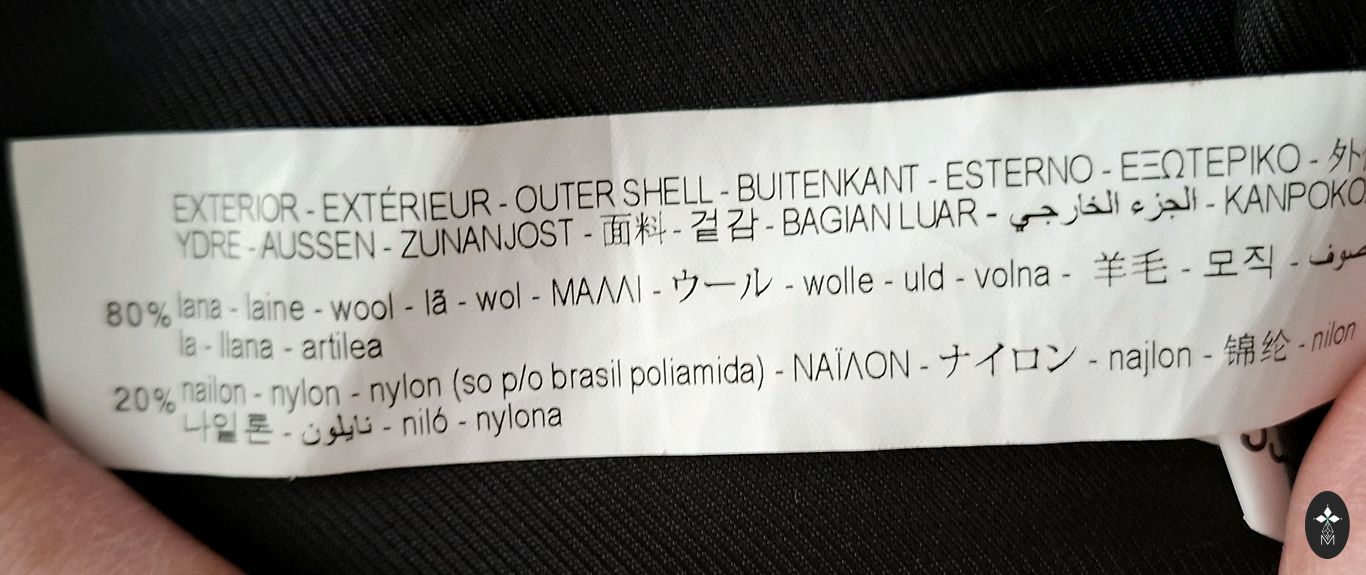 EXTERIOR - EXTÉRIEUR - OUTER SHELL - BUITENKANT - ESTERNO - ΕΞΩΤΕΡΙΚΟ - 外
YDRE - AUSSEN - ZUNANJOST - 面料 - 겉감 - BAGIAN LUAR - الجزء الخارجي - KANPOKO
80% lana - laine - wool - lã - wol - ΜΑΛΛΙ - ウール - wolle - uld - volna - 羊毛 - 모직 - صوف
la - llana - artilea
20% nailon - nylon - nylon (so p/o brasil poliamida) - ΝΑΪΛΟΝ - ナイロン - najlon - 锦纶 - nilon
나일론 - نايلون - niló - nylona